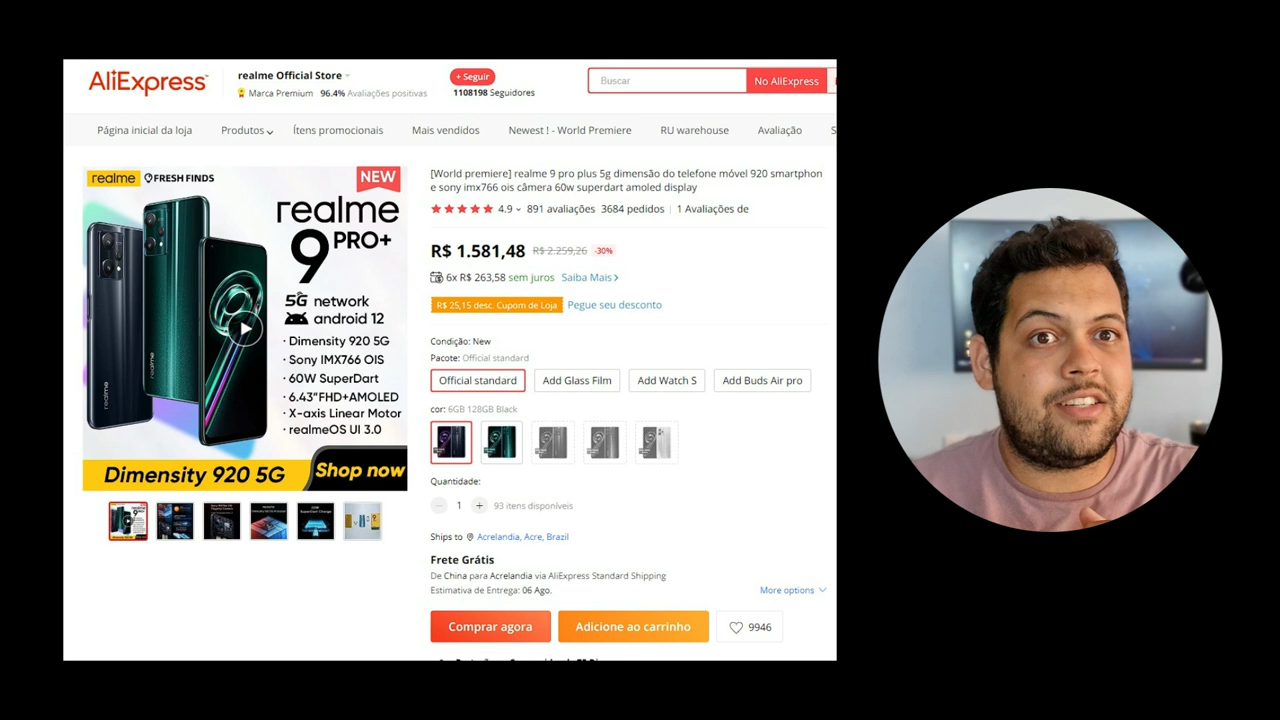 AliExpress
realme Official Store
Marca Premium 96.4% Avaliações positivas
+ Seguir
1108198 Seguidores
Buscar
No AliExpress
Página inicial da loja Produtos Ítens promocionais Mais vendidos Newest ! - World Premiere RU warehouse Avaliação S
realme FRESH FINDS
NEW
realme
9 PRO+
5G network
android 12
· Dimensity 920 5G
· Sony IMX766 OIS
· 60W SuperDart
· 6.43"FHD+AMOLED
· X-axis Linear Motor
· realmeOS UI 3.0
Dimensity 920 5G
Shop now
[World premiere] realme 9 pro plus 5g dimensão do telefone móvel 920 smartphon
e sony imx766 ois câmera 60w superdart amoled display
4.9 891 avaliações 3684 pedidos 1 Avaliações de
R$ 1.581,48 R$ 2.259,26 -30%
6x R$ 263,58 sem juros Saiba Mais
R$ 25,15 desc. Cupom de Loja Pegue seu desconto
Condição: New
Pacote: Official standard
Official standard Add Glass Film Add Watch S Add Buds Air pro
cor: 6GB 128GB Black
Quantidade:
1 + 93 itens disponíveis
Ships to Acrelandia, Acre, Brazil
Frete Grátis
De China para Acrelandia via AliExpress Standard Shipping
Estimativa de Entrega: 06 Ago.
More options
Comprar agora Adicione ao carrinho 9946